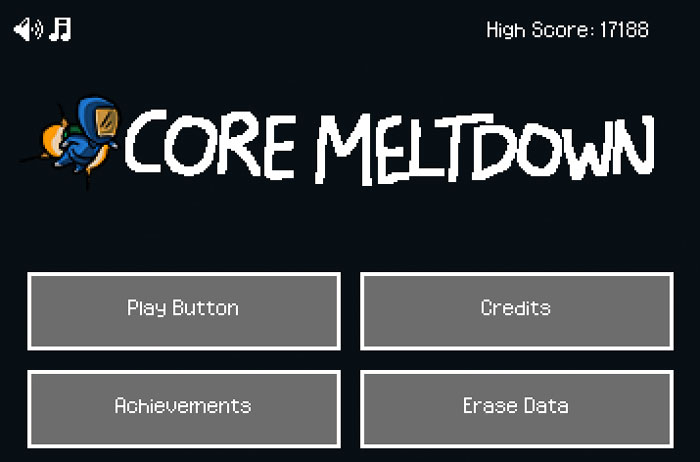 High Score: 17188
CORE MELTDOWN
Play Button
Credits
Achievements
Erase Data